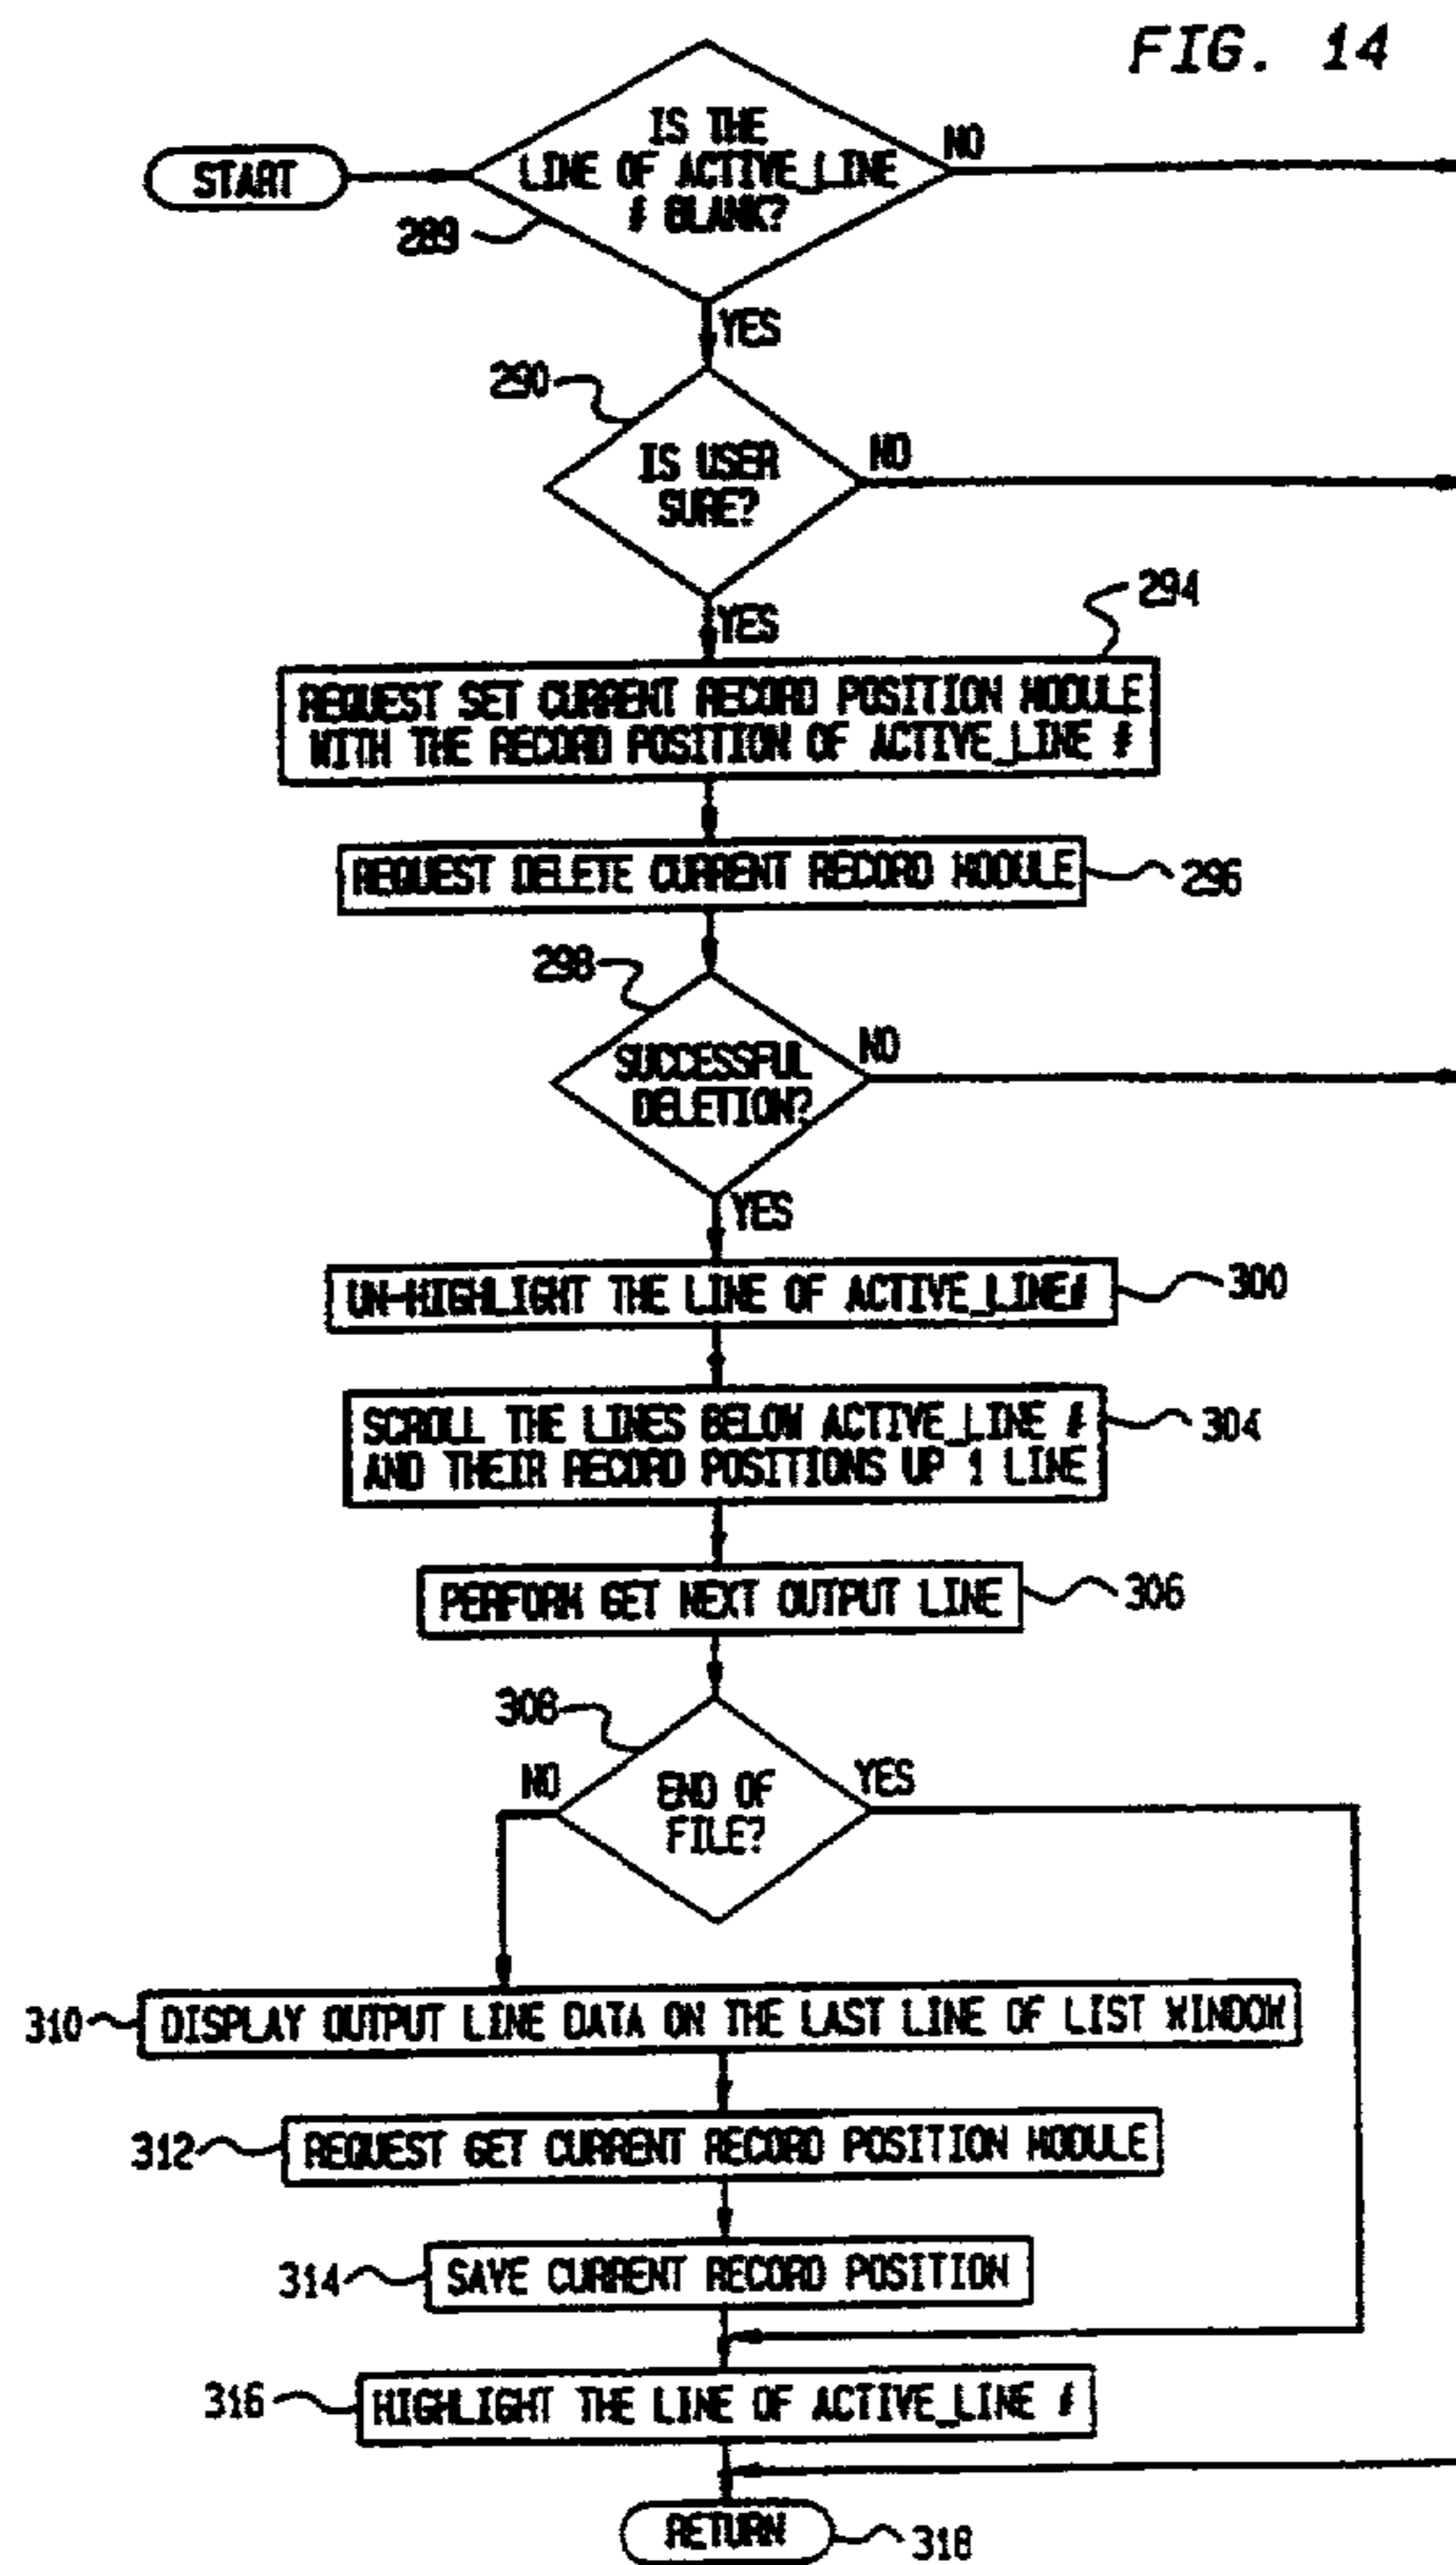 FIG. 14
START
IS THE
LINE OF ACTIVE_LINE
# BLANK?
NO
289
YES
290
IS USER
SURE?
NO
YES
294
REQUEST SET CURRENT RECORD POSITION MODULE
WITH THE RECORD POSITION OF ACTIVE_LINE #
REQUEST DELETE CURRENT RECORD MODULE
296
298
SUCCESSFUL
DELETION?
NO
YES
UN-HIGHLIGHT THE LINE OF ACTIVE_LINE#
300
SCROLL THE LINES BELOW ACTIVE_LINE #
AND THEIR RECORD POSITIONS UP 1 LINE
304
PERFORM GET NEXT OUTPUT LINE
306
308
NO
END OF
FILE?
YES
310
DISPLAY OUTPUT LINE DATA ON THE LAST LINE OF LIST WINDOW
312
REQUEST GET CURRENT RECORD POSITION MODULE
314
SAVE CURRENT RECORD POSITION
316
HIGHLIGHT THE LINE OF ACTIVE_LINE #
RETURN
318